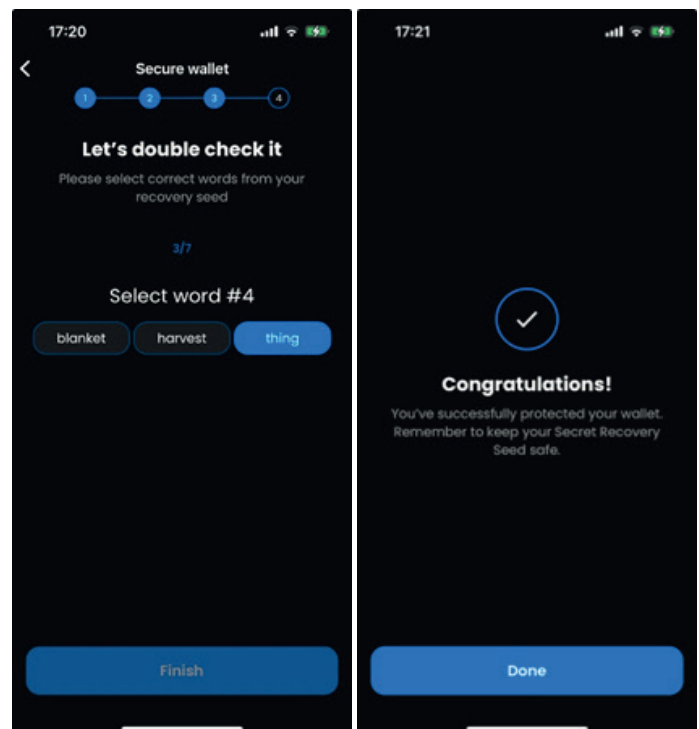 17:20
Secure wallet
1 2 3 4
Let's double check it
Please select correct words from your
recovery seed
3/7
Select word #4
blanket harvest thing
Finish
17:21
Congratulations!
You've successfully protected your wallet.
Remember to keep your Secret Recovery
Seed safe.
Done